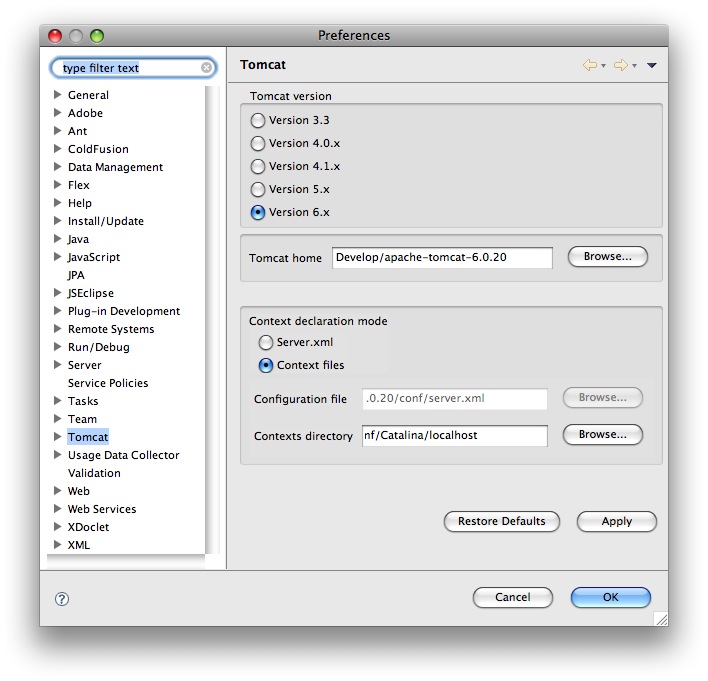 Preferences
type filter text
General
Adobe
Ant
ColdFusion
Data Management
Flex
Help
Install/Update
Java
JavaScript
JPA
JSEclipse
Plug-in Development
Remote Systems
Run/Debug
Server
Service Policies
Tasks
Team
Tomcat
Usage Data Collector
Validation
Web
Web Services
XDoclet
XML
Tomcat
Tomcat version
Version 3.3
Version 4.0.x
Version 4.1.x
Version 5.x
Version 6.x
Tomcat home Develop/apache-tomcat-6.0.20 Browse...
Context declaration mode
Server.xml
Context files
Configuration file .0.20/conf/server.xml Browse...
Contexts directory nf/Catalina/localhost Browse...
Restore Defaults Apply
? Cancel OK